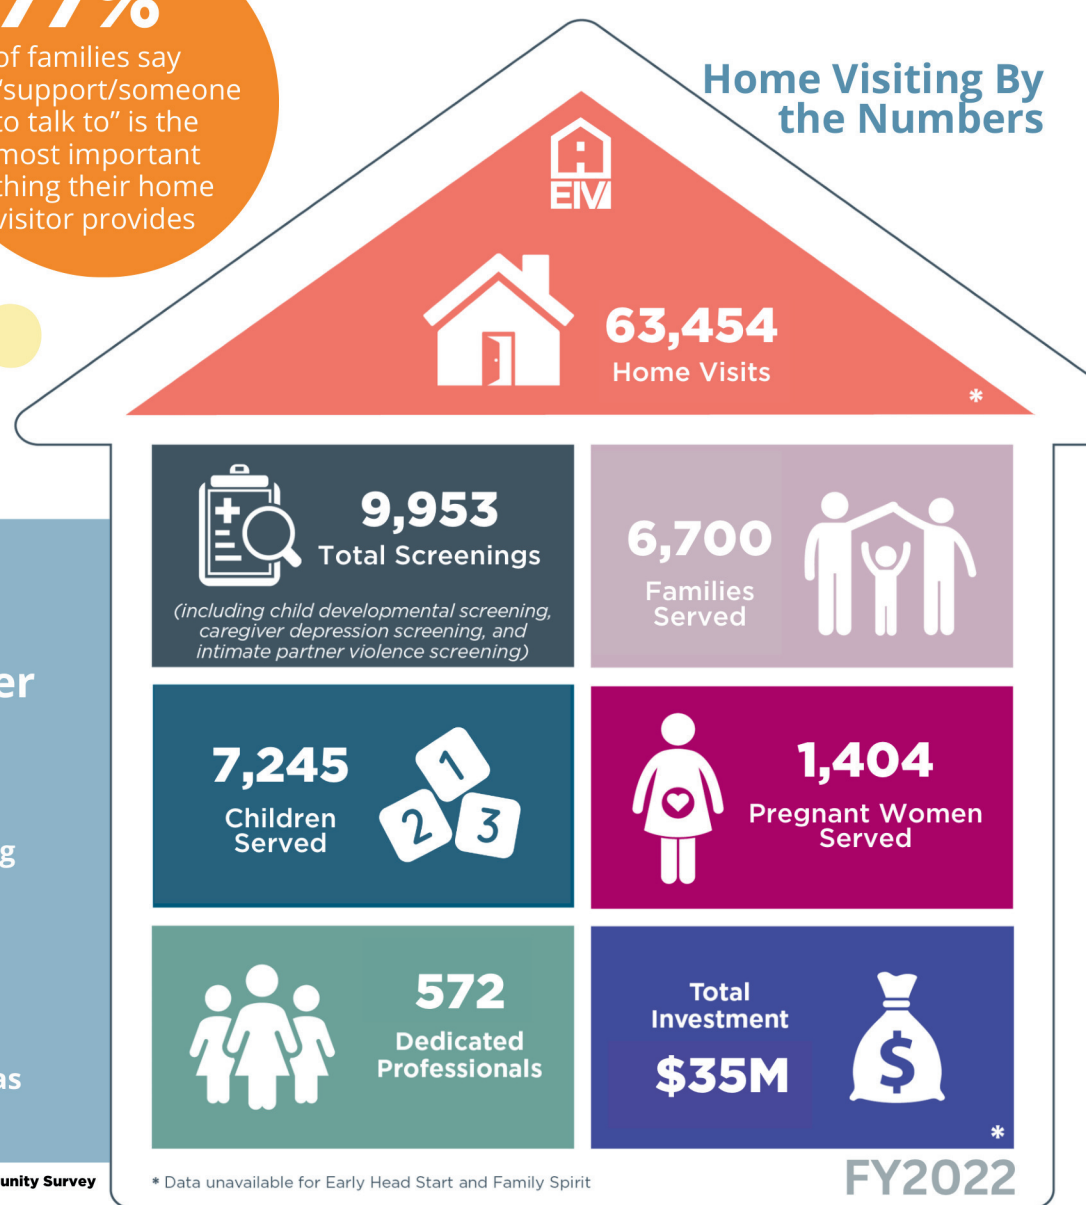 77%
of families say
"support/someone
to talk to" is the
most important
thing their home
visitor provides
Home Visiting By
the Numbers
EIV
63,454
Home Visits
*
9,953
Total Screenings
(including child developmental screening,
caregiver depression screening, and
intimate partner violence screening)
6,700
Families
Served
7,245
Children
Served
1
2
3
1,404
Pregnant Women
Served
572
Dedicated
Professionals
Total
Investment
$35M
$
*
er
g
as
unity Survey
* Data unavailable for Early Head Start and Family Spirit
FY2022